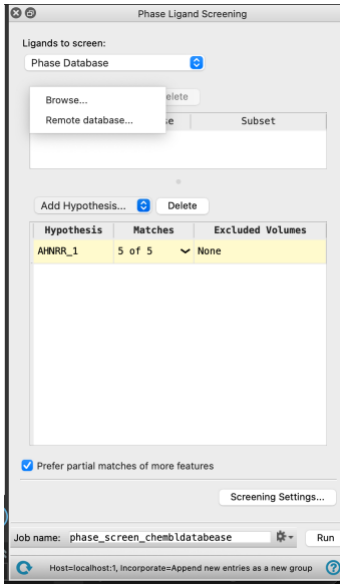 Phase Ligand Screening
Ligands to screen:
Phase Database
Browse...
Remote database...
Subset
Add Hypothesis...
Delete
Hypothesis Matches Excluded Volumes
AHNRR_1 5 of 5 None
Prefer partial matches of more features
Screening Settings...
Job name: phase_screen_chembldatabease Run
Host=localhost:1, Incorporate=Append new entries as a new group ?